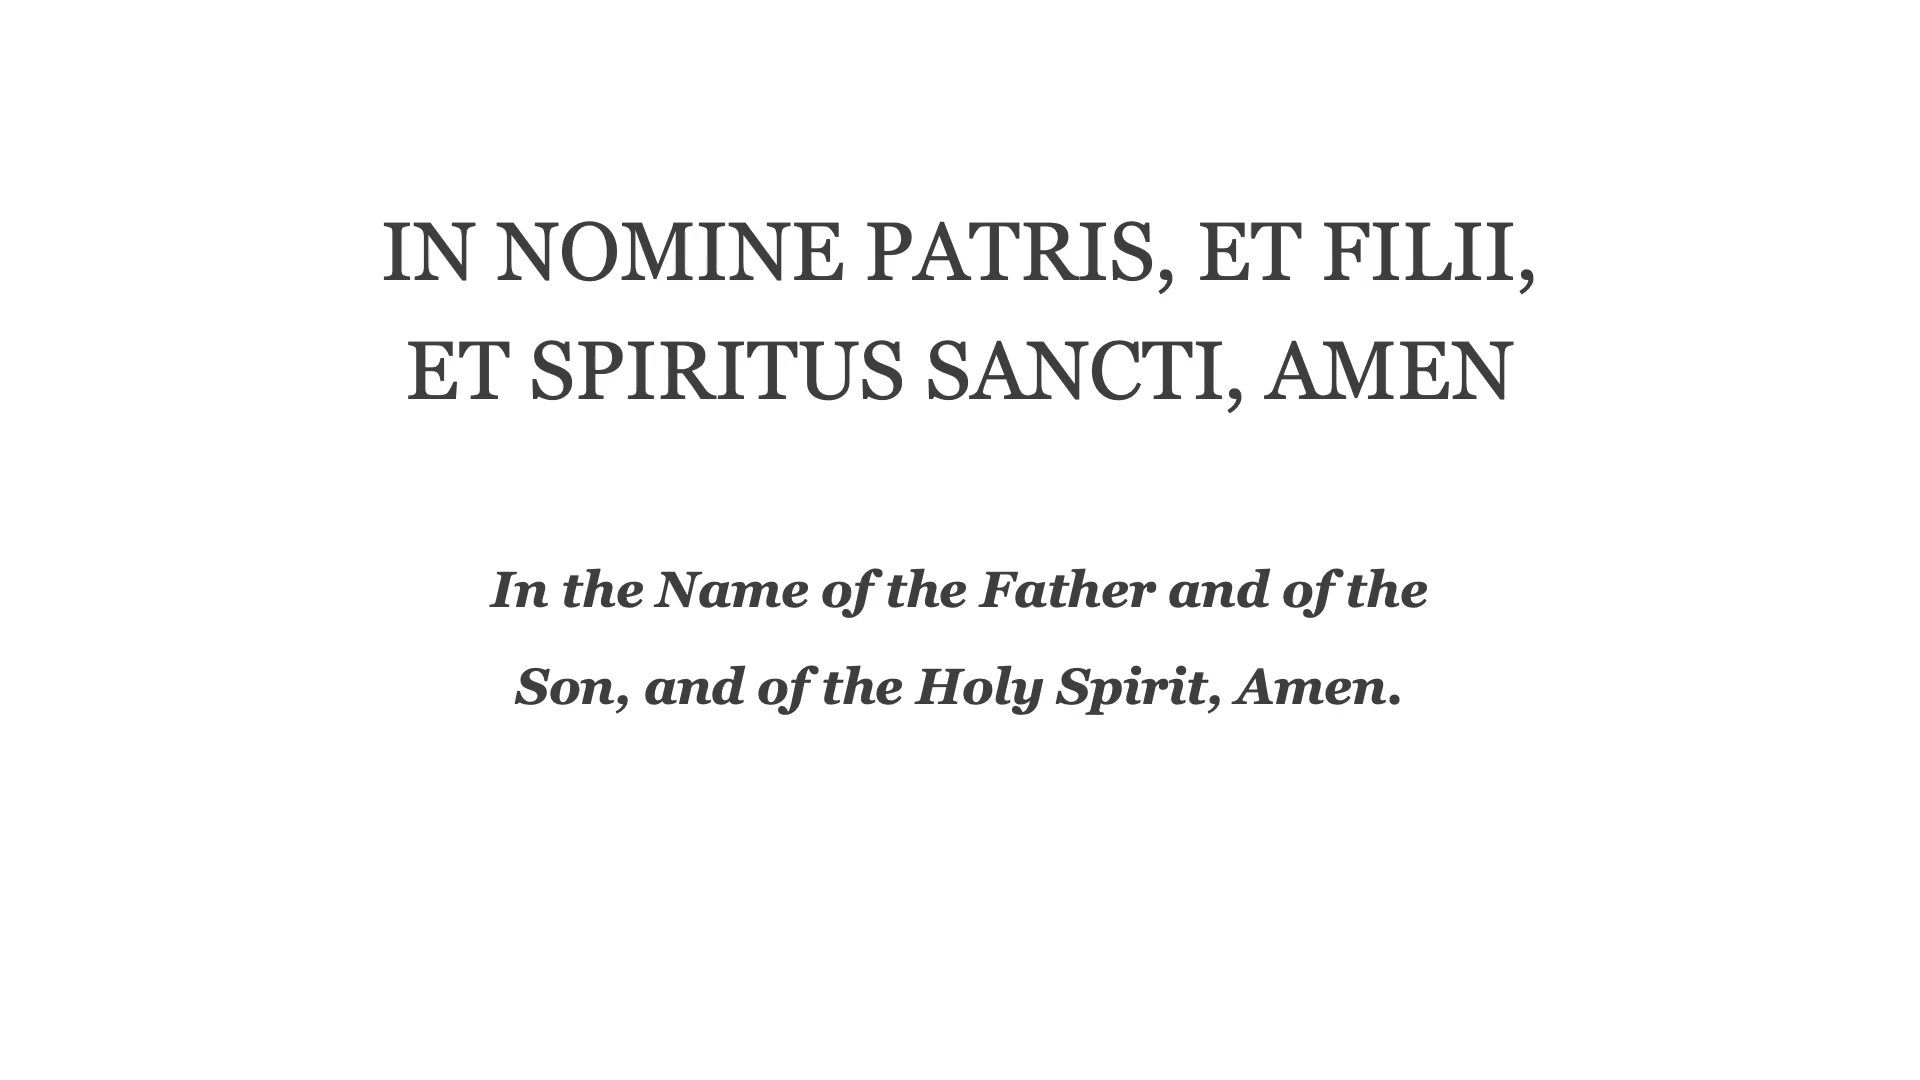 IN NOMINE PATRIS, ET FILII,
ET SPIRITUS SANCTI, AMEN
In the Name of the Father and of the
Son, and of the Holy Spirit, Amen.